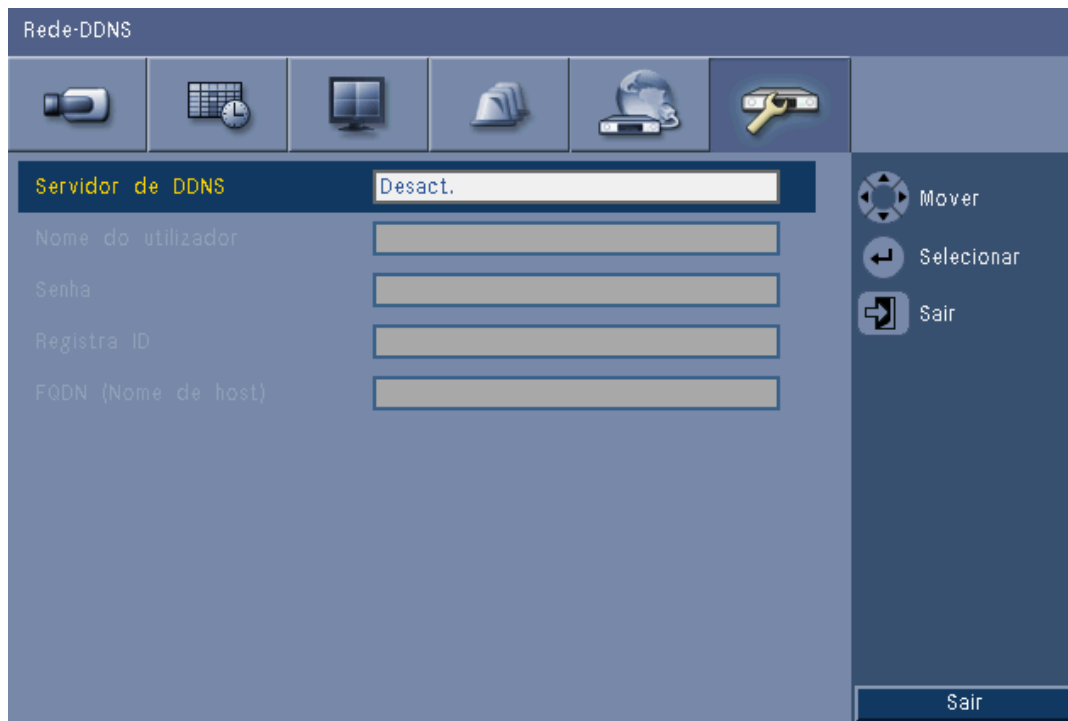 Rede-DDNS
Servidor de DDNS
Desact.
Nome do utilizador
Senha
Registra ID
FQDN (Nome de host)
Mover
Selecionar
Sair
Sair